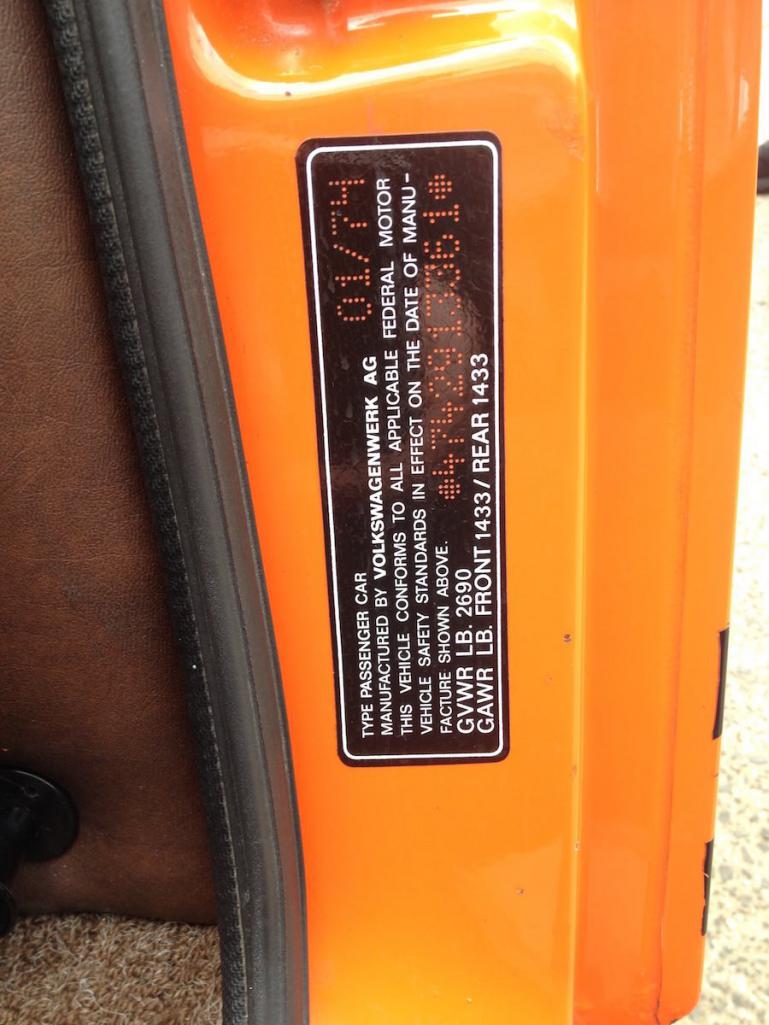 TYPE PASSENGER CAR
MANUFACTURED BY VOLKSWAGENWERK AG 01/74
THIS VEHICLE CONFORMS TO ALL APPLICABLE FEDERAL MOTOR
VEHICLE SAFETY STANDARDS IN EFFECT ON THE DATE OF MANU-
FACTURE SHOWN ABOVE.
GVWR LB. 2690
GAWR LB. FRONT 1433 / REAR 1433